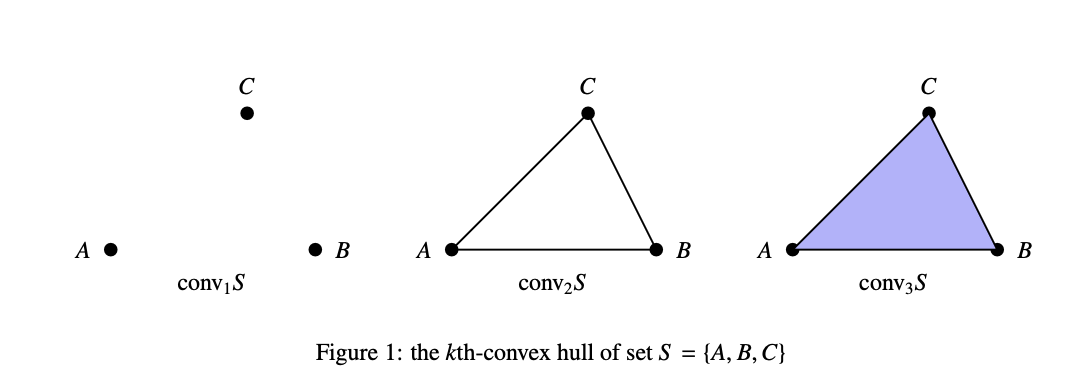 C C C
A B A B A B
conv₁S conv₂S conv₃S
Figure 1: the kth-convex hull of set S = {A, B, C}